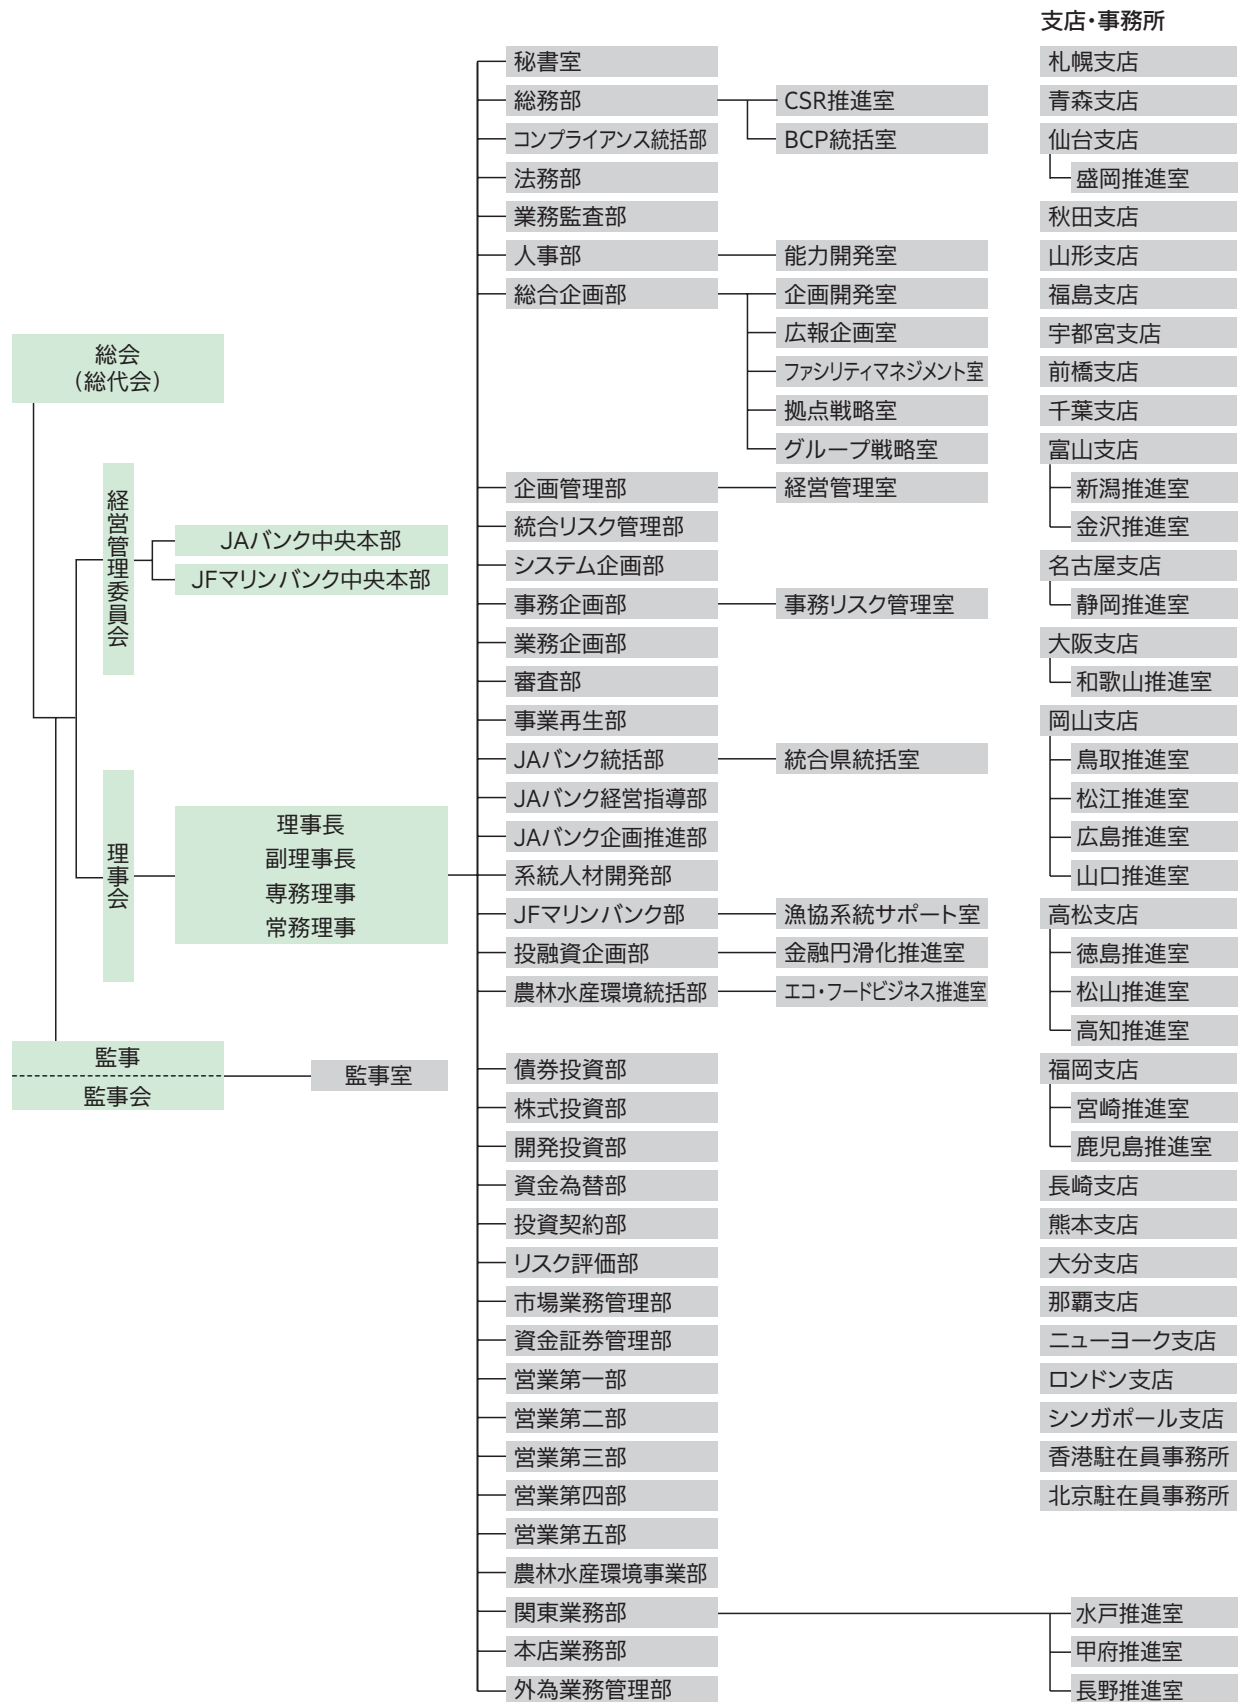 支店・事務所
総会
（総代会）
経営管理委員会
JAバンク中央本部
JFマリンバンク中央本部
理事会
理事長
副理事長
専務理事
常務理事
監事
監事会
監事室
秘書室
総務部
CSR推進室
BCP統括室
コンプライアンス統括部
法務部
業務監査部
人事部
能力開発室
総合企画部
企画開発室
広報企画室
ファシリティマネジメント室
拠点戦略室
グループ戦略室
企画管理部
経営管理室
統合リスク管理部
システム企画部
事務企画部
事務リスク管理室
業務企画部
審査部
事業再生部
JAバンク統括部
統合県統括室
JAバンク経営指導部
JAバンク企画推進部
系統人材開発部
JFマリンバンク部
漁協系統サポート室
投融資企画部
金融円滑化推進室
農林水産環境統括部
エコ・フードビジネス推進室
債券投資部
株式投資部
開発投資部
資金為替部
投資契約部
リスク評価部
市場業務管理部
資金証券管理部
営業第一部
営業第二部
営業第三部
営業第四部
営業第五部
農林水産環境事業部
関東業務部
水戸推進室
甲府推進室
長野推進室
本店業務部
外為業務管理部
札幌支店
青森支店
仙台支店
盛岡推進室
秋田支店
山形支店
福島支店
宇都宮支店
前橋支店
千葉支店
富山支店
新潟推進室
金沢推進室
名古屋支店
静岡推進室
大阪支店
和歌山推進室
岡山支店
鳥取推進室
松江推進室
広島推進室
山口推進室
高松支店
徳島推進室
松山推進室
高知推進室
福岡支店
宮崎推進室
鹿児島推進室
長崎支店
熊本支店
大分支店
那覇支店
ニューヨーク支店
ロンドン支店
シンガポール支店
香港駐在員事務所
北京駐在員事務所